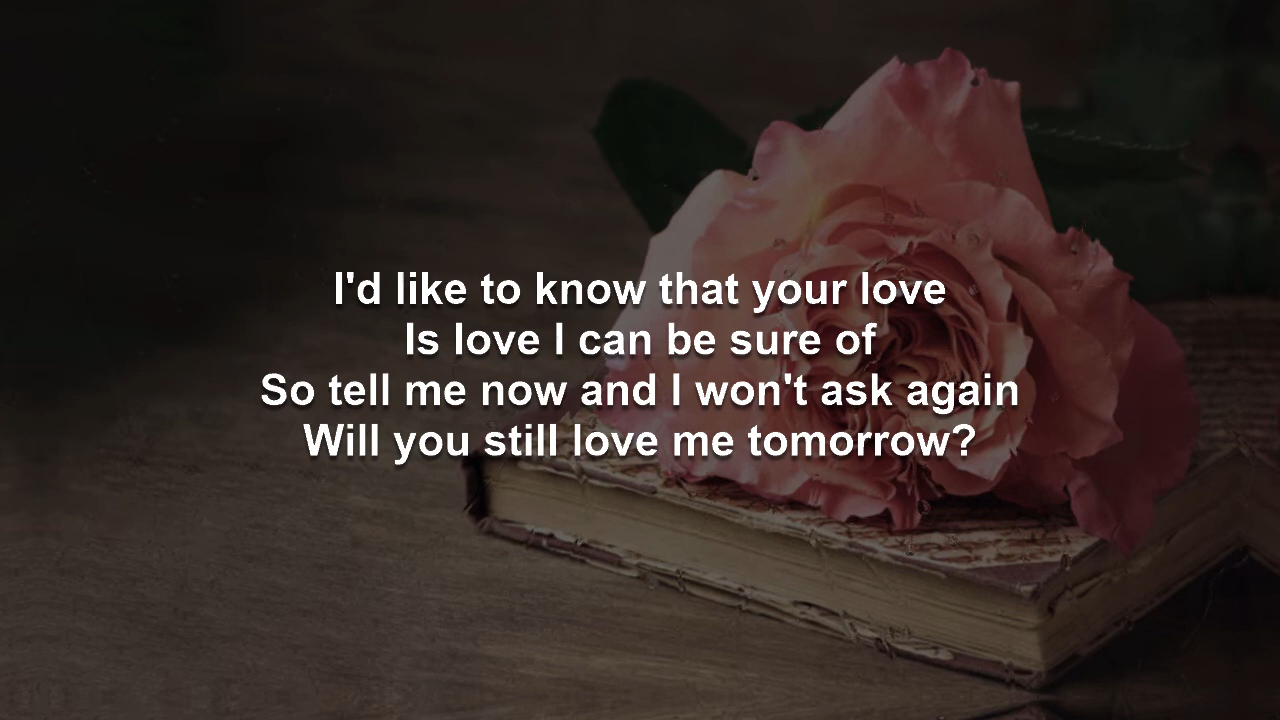 I'd like to know that your love
Is love I can be sure of
So tell me now and I won't ask again
Will you still love me tomorrow?